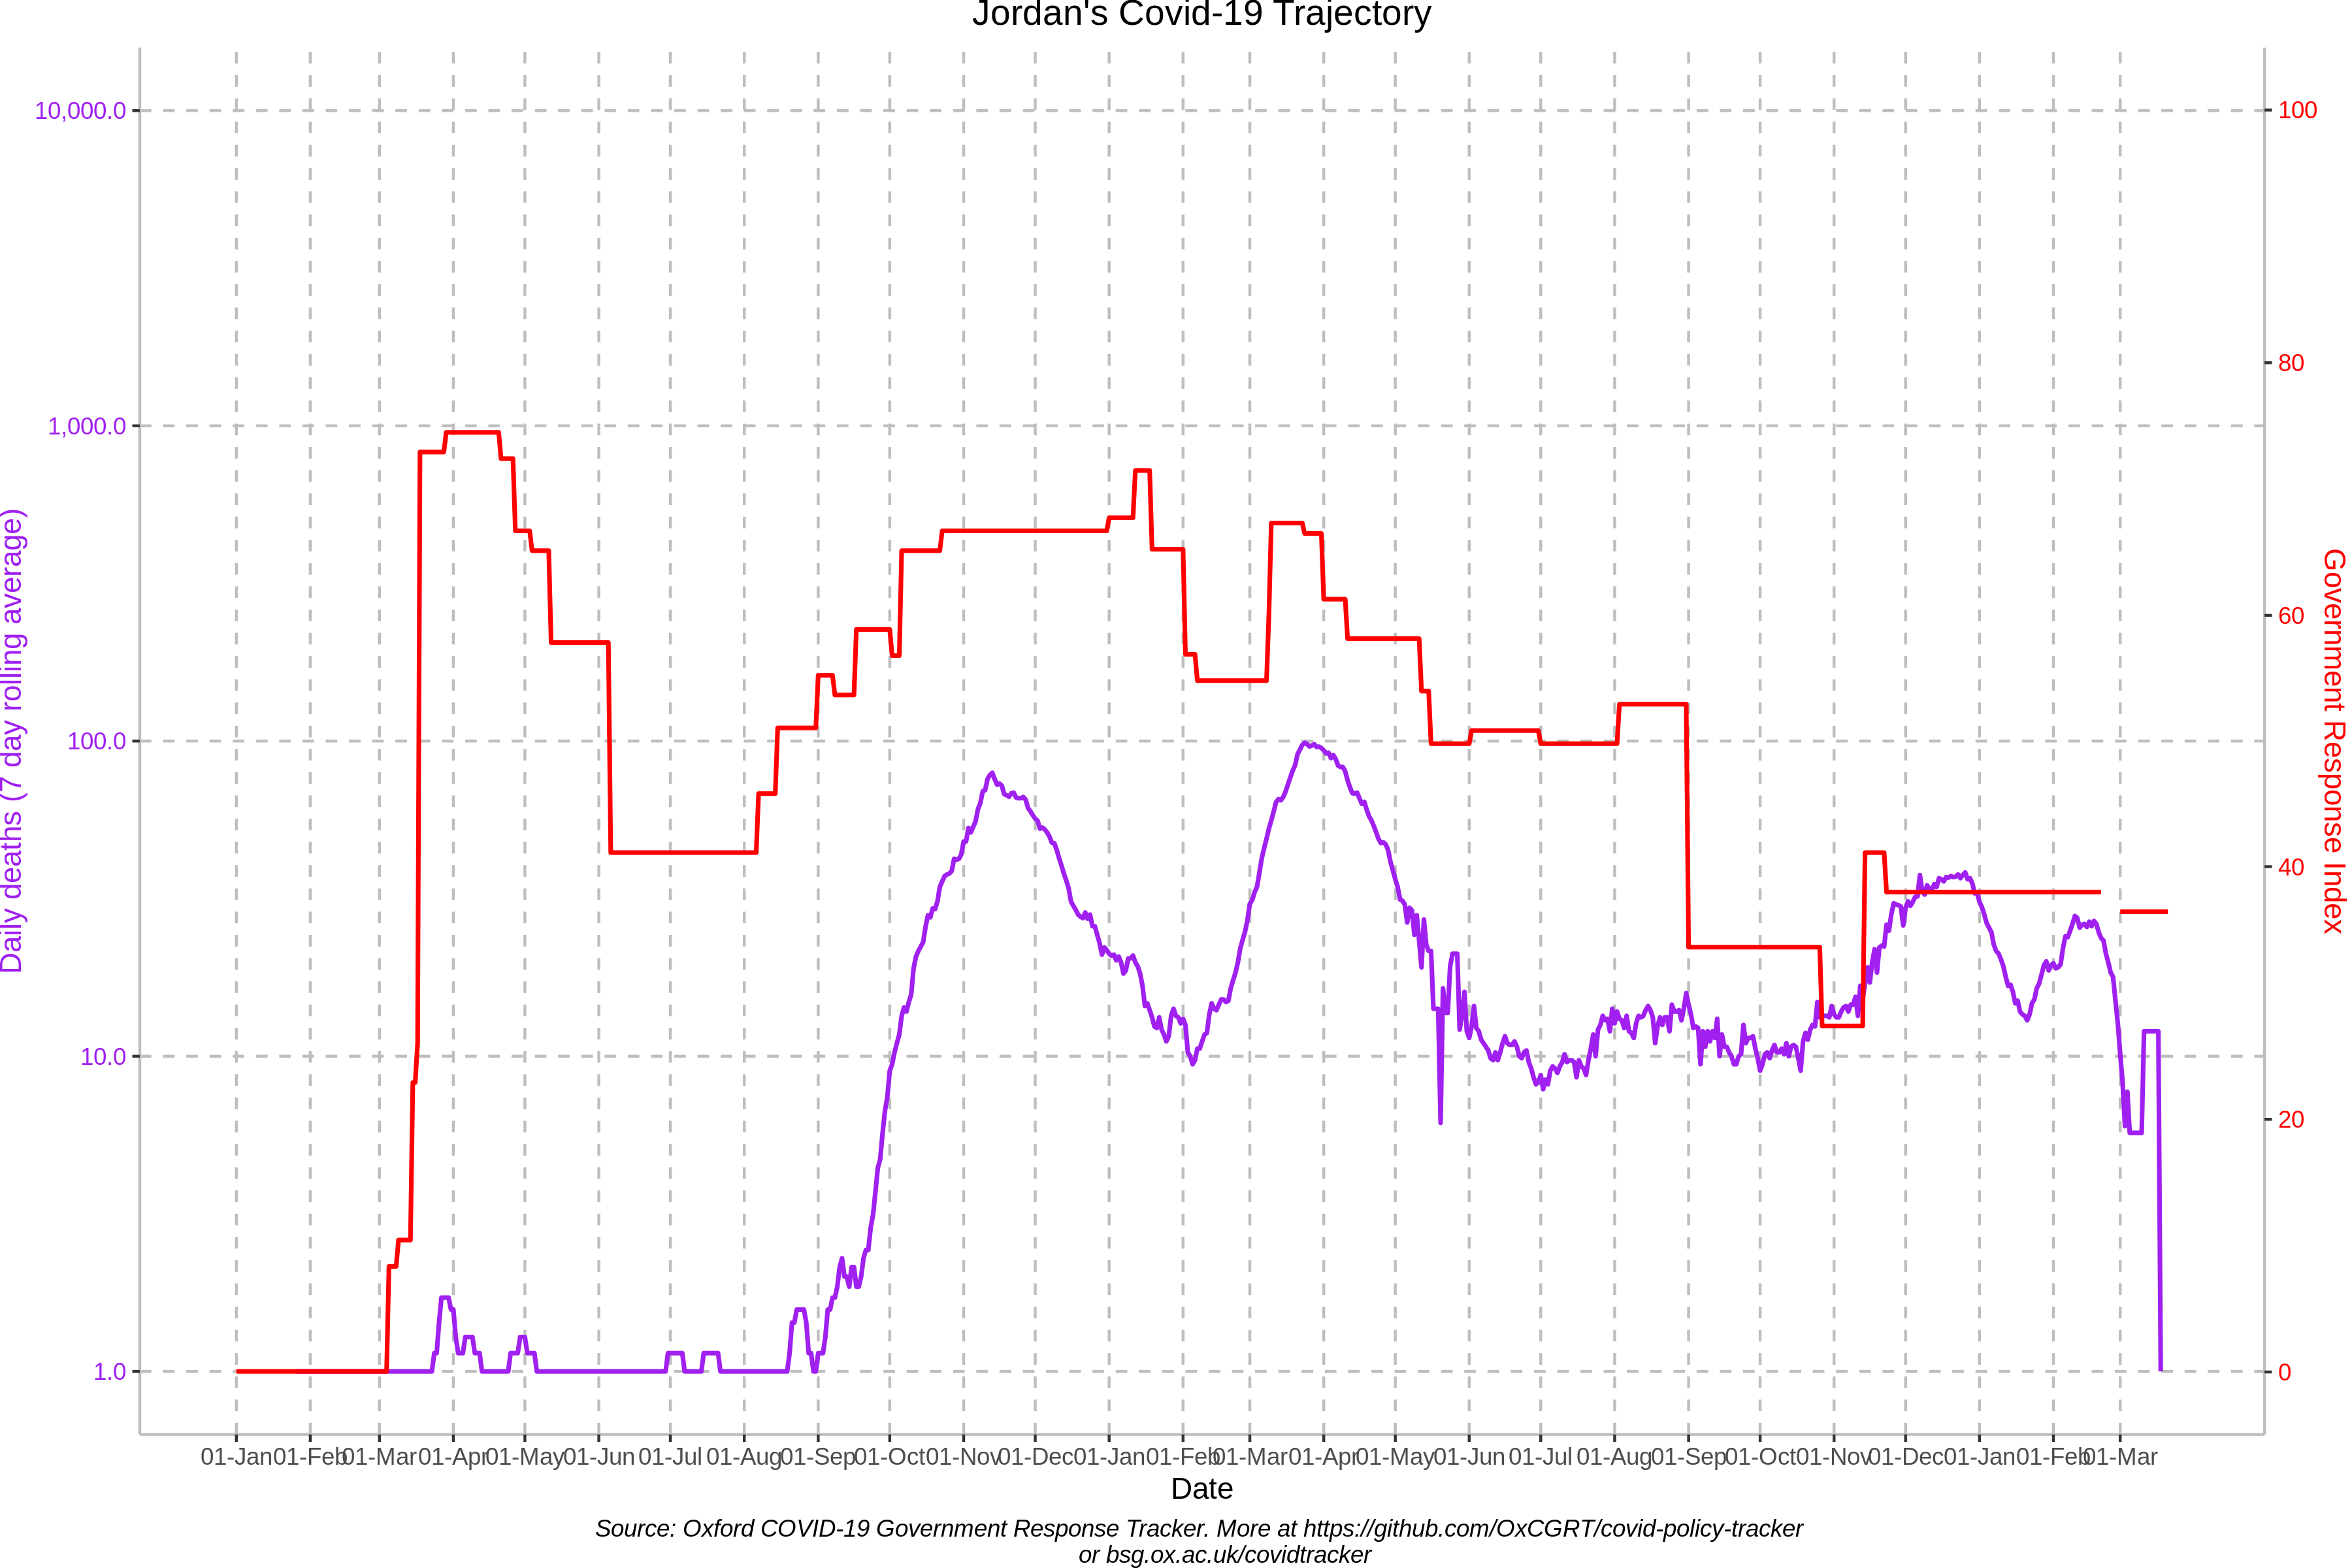 Jordan's Covid-19 Trajectory
10,000.0
1,000.0
100.0
10.0
1.0
Daily deaths (7 day rolling average)
100
80
60
40
20
0
Government Response Index
01-Jan 01-Feb 01-Mar 01-Apr 01-May 01-Jun 01-Jul 01-Aug 01-Sep 01-Oct 01-Nov 01-Dec 01-Jan 01-Feb 01-Mar 01-Apr 01-May 01-Jun 01-Jul 01-Aug 01-Sep 01-Oct 01-Nov 01-Dec 01-Jan 01-Feb 01-Mar
Date
Source: Oxford COVID-19 Government Response Tracker. More at https://github.com/OxCGRT/covid-policy-tracker
or bsg.ox.ac.uk/covidtracker